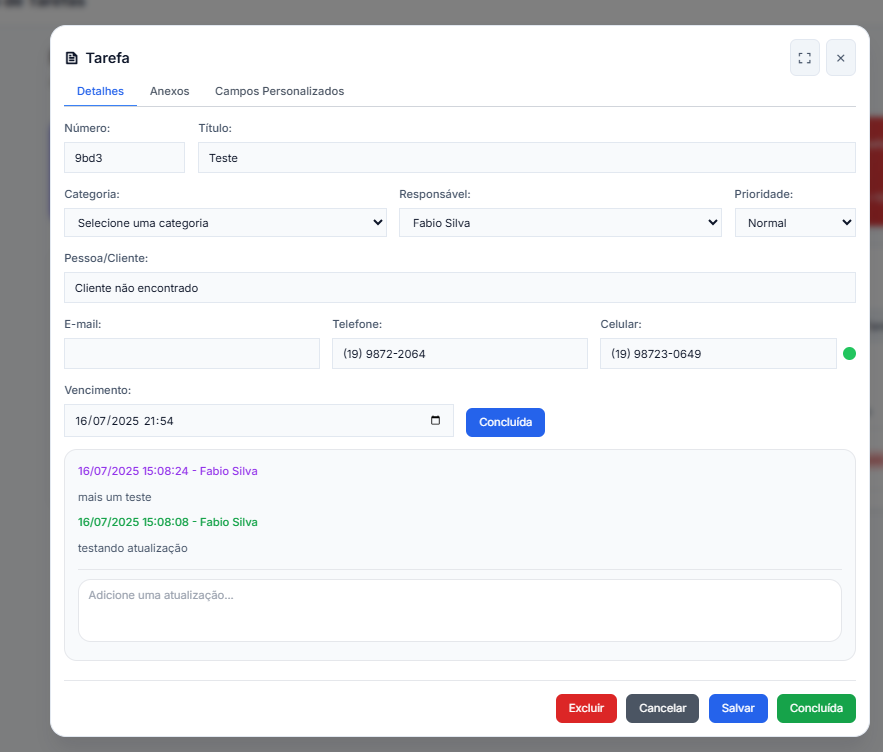 Tarefa
Detalhes Anexos Campos Personalizados
Número: Título:
9bd3 Teste
Categoria: Responsável: Prioridade:
Selecione uma categoria Fabio Silva Normal
Pessoa/Cliente:
Cliente não encontrado
E-mail: Telefone: Celular:
(19) 9872-2064 (19) 98723-0649
Vencimento:
16/07/2025 21:54 Concluída
16/07/2025 15:08:24 - Fabio Silva
mais um teste
16/07/2025 15:08:08 - Fabio Silva
testando atualização
Adicione uma atualização...
Excluir Cancelar Salvar Concluída